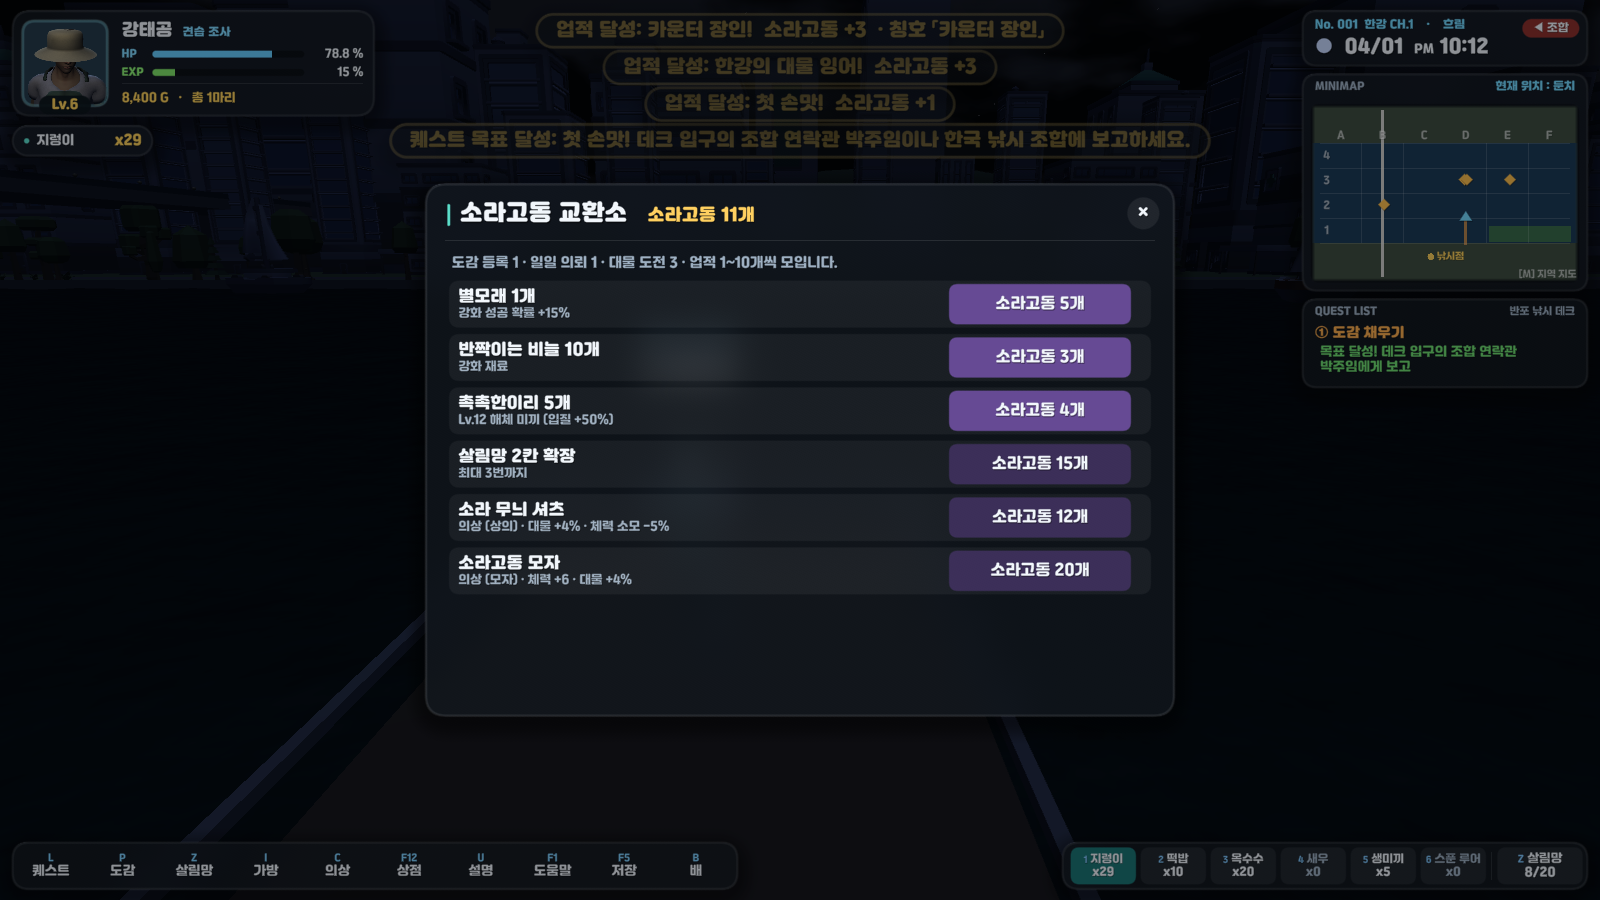 강태공 견습 조사
HP 78.8 %
EXP 15 %
Lv.6
8,400 G · 총 1마리
지렁이 x29
업적 달성: 카운터 장인! 소라고동 +3 · 칭호 「카운터 장인」
업적 달성: 한강의 대물 잉어! 소라고동 +3
업적 달성: 첫 손맛! 소라고동 +1
퀘스트 목표 달성: 첫 손맛! 데크 입구의 조합 연락관 박주임이나 한국 낚시 조합에 보고하세요.
No. 001 한강 CH.1 · 흐림
◀ 조합
04/01 PM 10:12
MINIMAP 현재 위치 : 둔치
A B C D E F
4
3
2
1
낚시점
[M] 지역 지도
QUEST LIST 반포 낚시 데크
① 도감 채우기
목표 달성! 데크 입구의 조합 연락관
박주임에게 보고
소라고동 교환소 소라고동 11개
×
도감 등록 1 · 일일 의뢰 1 · 대물 도전 3 · 업적 1~10개씩 모입니다.
별모래 1개
강화 성공 확률 +15%
소라고동 5개
반짝이는 비늘 10개
강화 재료
소라고동 3개
촉촉한이리 5개
Lv.12 해체 미끼 (입질 +50%)
소라고동 4개
살림망 2칸 확장
최대 3번까지
소라고동 15개
소라 무늬 셔츠
의상 (상의) · 대물 +4% · 체력 소모 -5%
소라고동 12개
소라고동 모자
의상 (모자) · 체력 +6 · 대물 +4%
소라고동 20개
L P Z I C F12 U F1 F5 B
퀘스트 도감 살림망 가방 의상 상점 설명 도움말 저장 배
1 지렁이 2 떡밥 3 옥수수 4 새우 5 생미끼 6 스푼 루어 Z 살림망
x29 x10 x20 x0 x5 x0 8/20